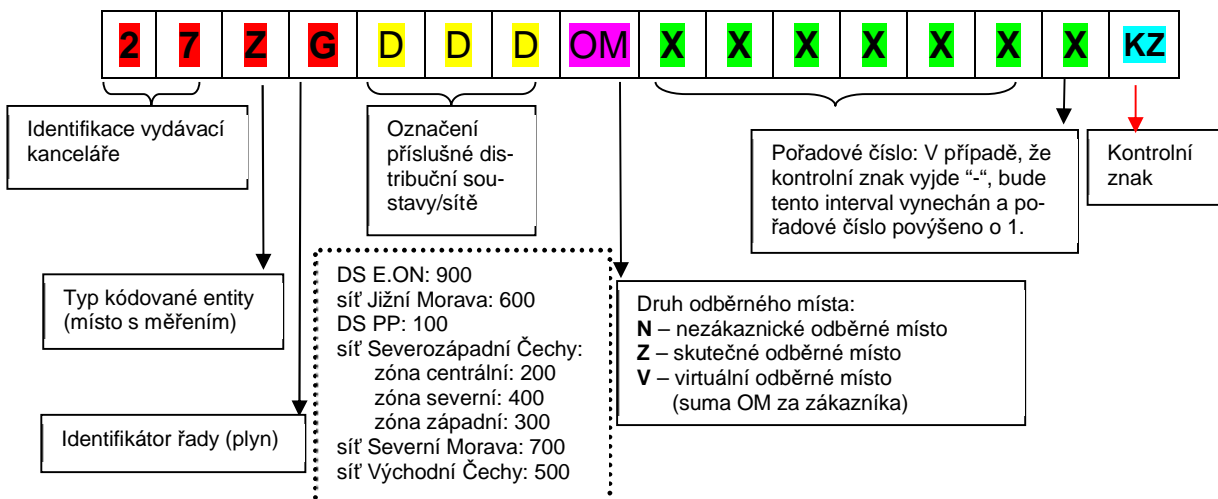 2 7 Z G D D D OM X X X X X X X KZ
Identifikace vydávací
kanceláře
Označení
příslušné dis-
tribuční sou-
stavy/sítě
Pořadové číslo: V případě, že
kontrolní znak vyjde “-“, bude
tento interval vynechán a po-
řadové číslo povýšeno o 1.
Kontrolní
znak
Typ kódované entity
(místo s měřením)
Identifikátor řady (plyn)
DS E.ON: 900
síť Jižní Morava: 600
DS PP: 100
síť Severozápadní Čechy:
zóna centrální: 200
zóna severní: 400
zóna západní: 300
síť Severní Morava: 700
síť Východní Čechy: 500
Druh odběrného místa:
N – nezákaznické odběrné místo
Z – skutečné odběrné místo
V – virtuální odběrné místo
(suma OM za zákazníka)